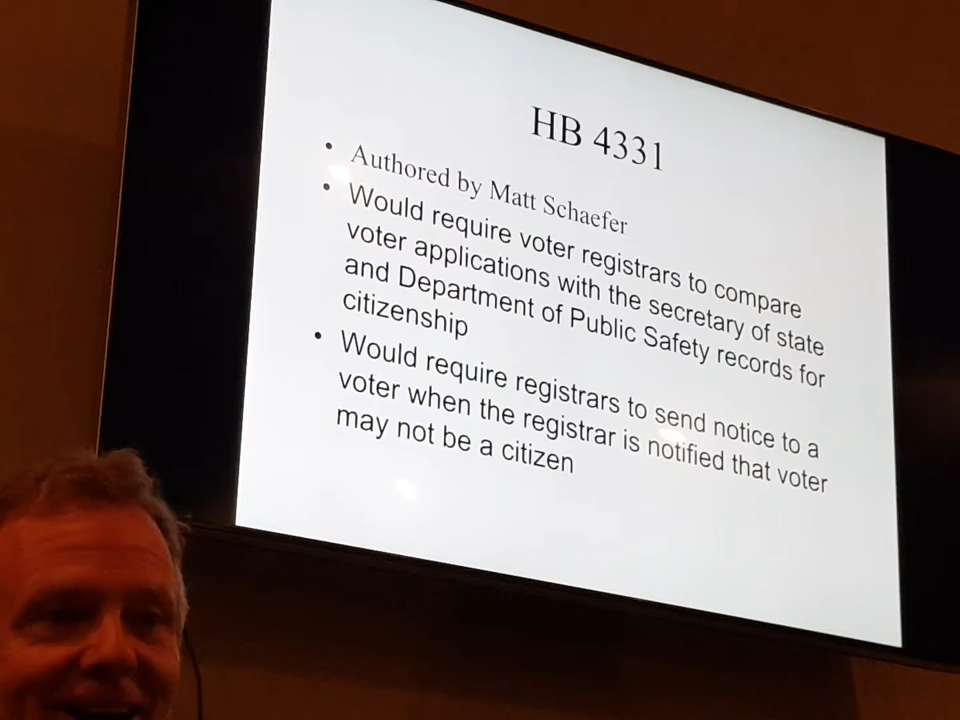 HB 4331
• Authored by Matt Schaefer
• Would require voter registrars to compare
voter applications with the secretary of state
and Department of Public Safety records for
citizenship
• Would require registrars to send notice to a
voter when the registrar is notified that voter
may not be a citizen